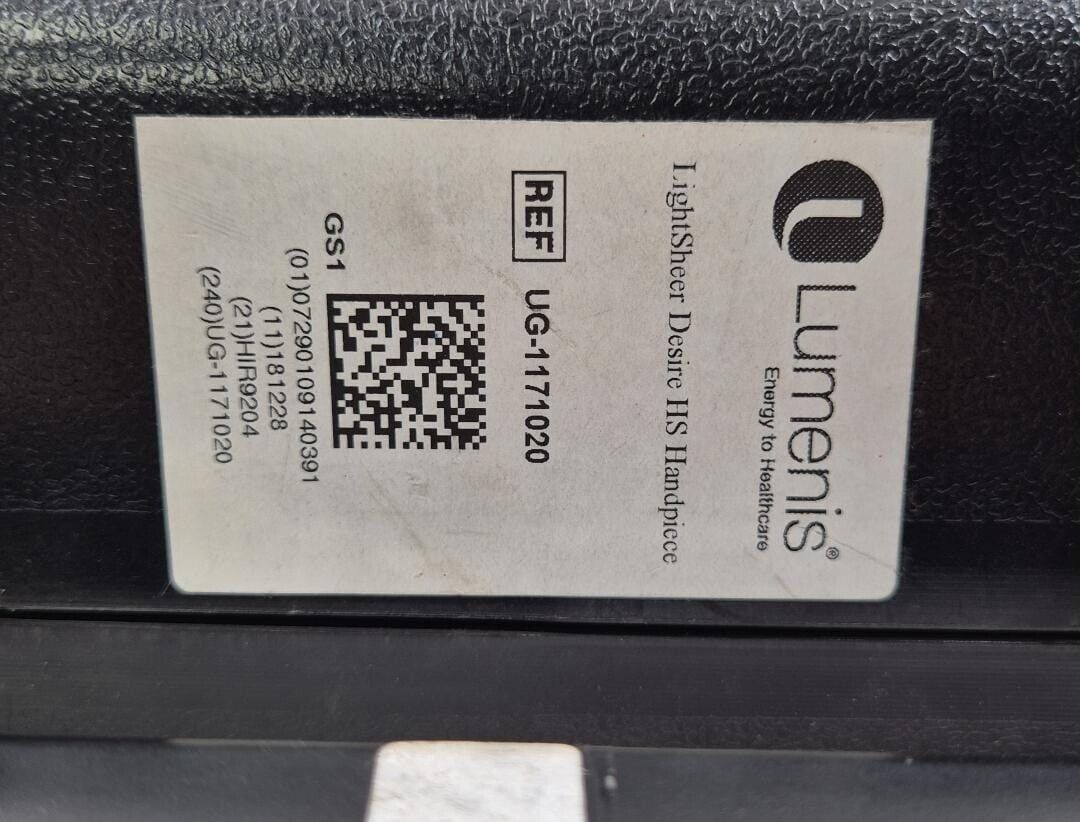 Lumenis®
Energy to Healthcare
LightSheer Desire HS Handpiece
REF UG-1171020
GS1
(01)07290109140391
(11)181228
(21)HIR9204
(240)UG-1171020